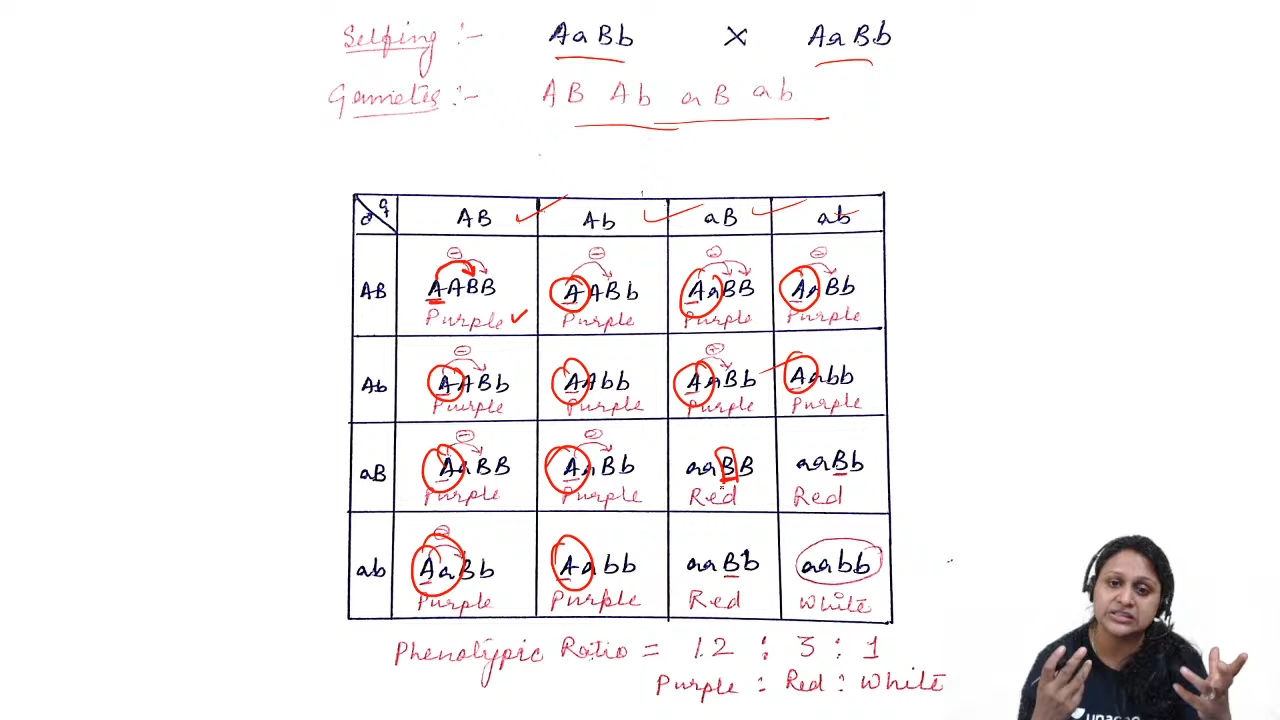 Selfing :- AaBb X AaBb
Gametes :- AB Ab aB ab
♂ ♀ AB Ab aB ab
⊖ ⊖ ⊖ ⊖
AB AABB AABb AaBB AaBb
Purple Purple Purple Purple
⊖
Ab AABb AAbb AaBb Aabb
Purple Purple Purple Purple
⊖ ⊖
aB AaBB AaBb aaBB aaBb
Purple Purple Red Red
⊖
ab AaBb Aabb aaBb aabb
Purple Purple Red White
Phenotypic Ratio = 12 : 3 : 1
Purple : Red : White